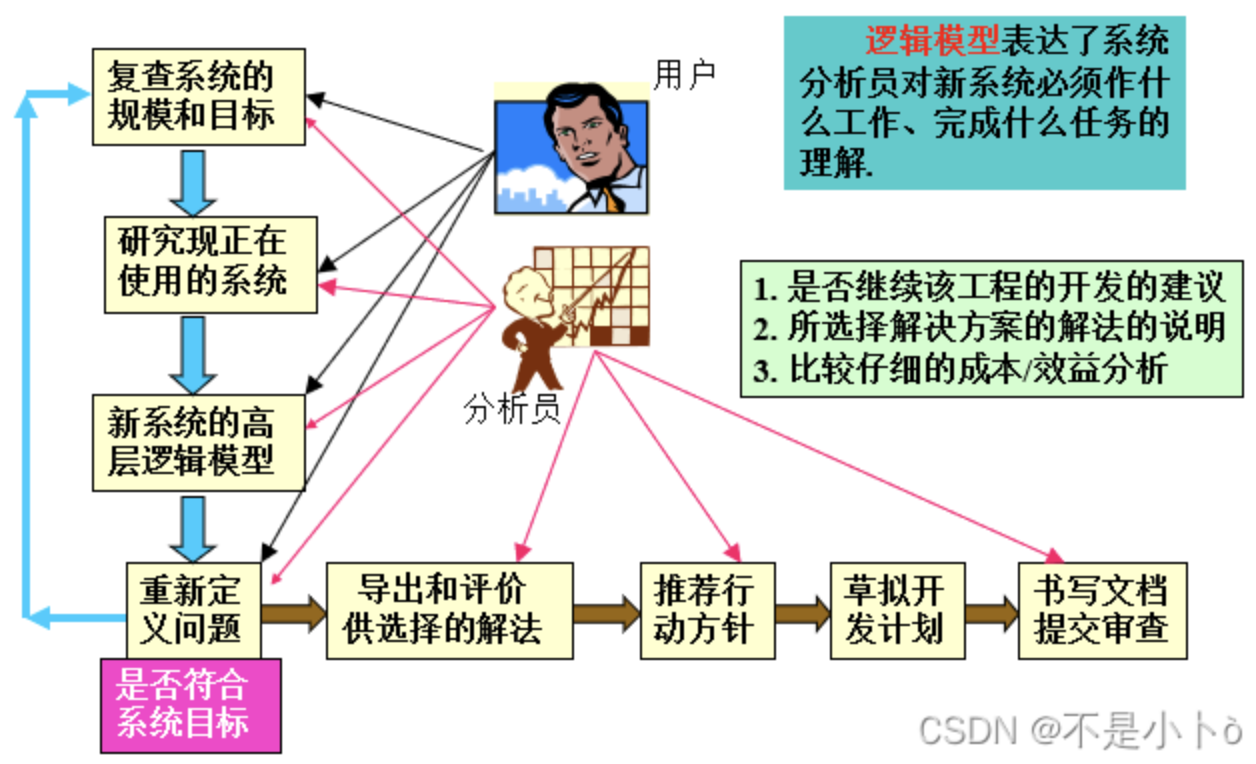 复查系统的
规模和目标
用户
逻辑模型表达了系统
分析员对新系统必须作什
么工作、完成什么任务的
理解.
研究现正在
使用的系统
1. 是否继续该工程的开发的建议
2. 所选择解决方案的解法的说明
3. 比较仔细的成本/效益分析
分析员
新系统的高
层逻辑模型
重新定
义问题
导出和评价
供选择的解法
推荐行
动方针
草拟开
发计划
书写文档
提交审查
是否符合
系统目标
CSDN @不是小卜ò